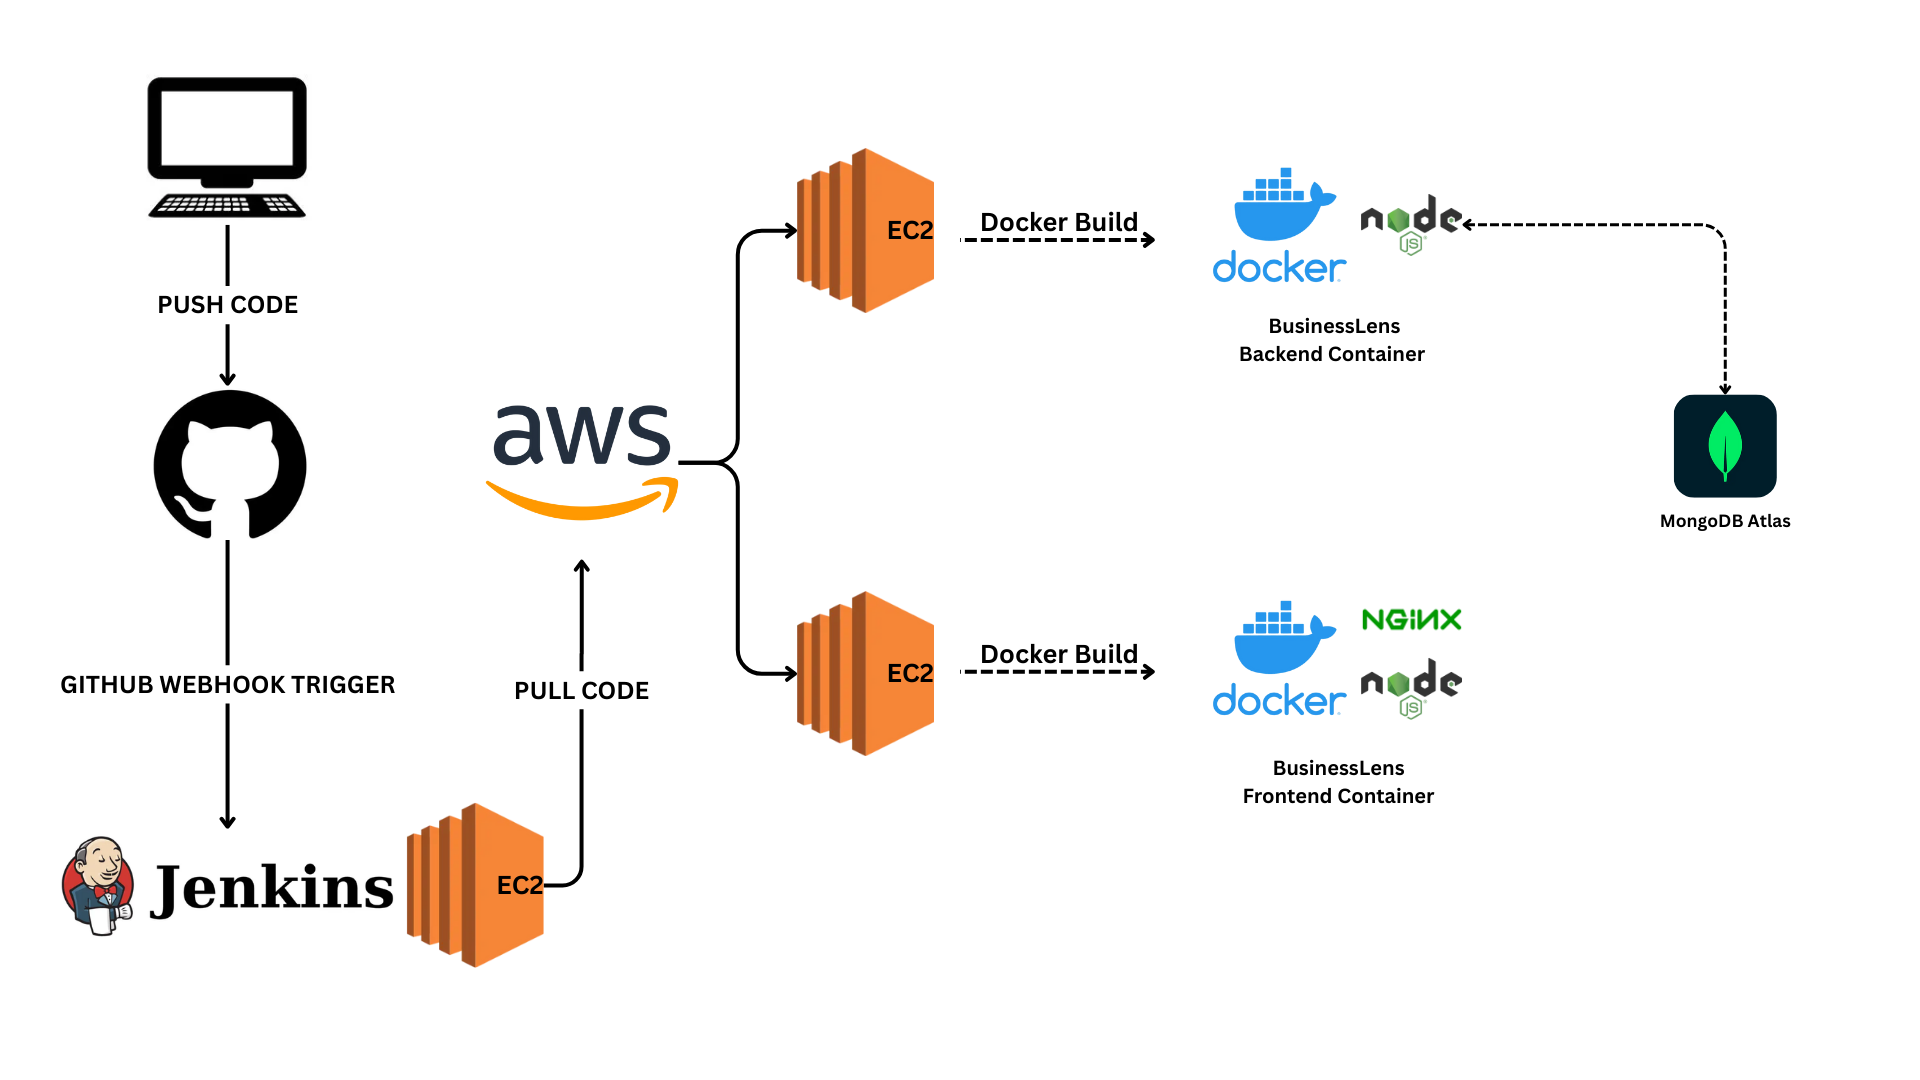 PUSH CODE
GITHUB WEBHOOK TRIGGER
Jenkins
EC2
PULL CODE
aws
EC2
Docker Build
docker
node
JS
BusinessLens
Backend Container
MongoDB Atlas
EC2
Docker Build
docker
NGINX
node
JS
BusinessLens
Frontend Container